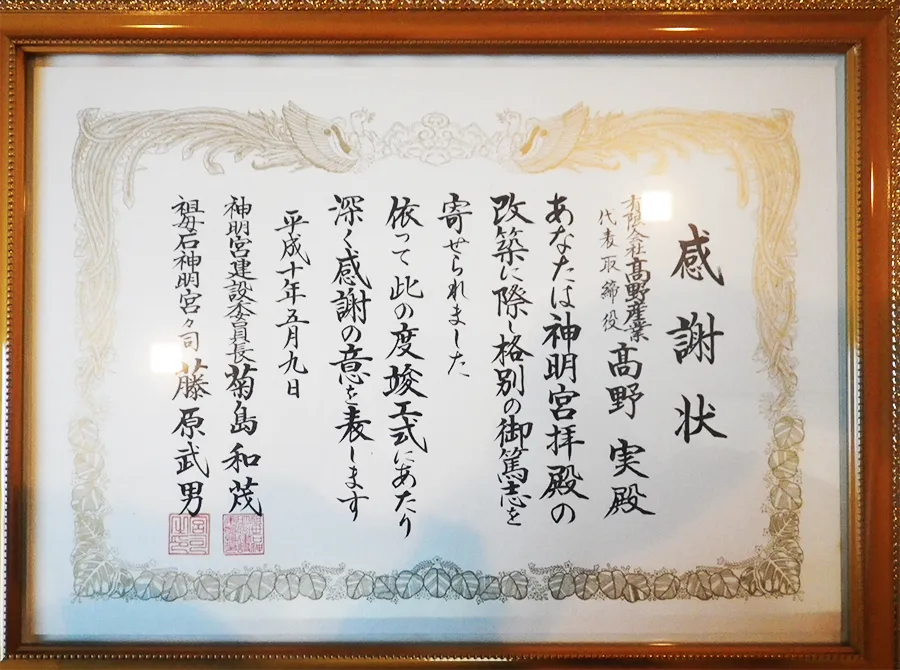 感謝状
有限会社髙野産業
代表取締役 髙野 実殿
あなたは神明宮拝殿の
改築に際し格別の御篤志を
寄せられました
依って此の度竣工式にあたり
深く感謝の意を表します
平成十年五月九日
神明宮建設委員長 菊島和茂
祖母石神明宮々司 藤原武男